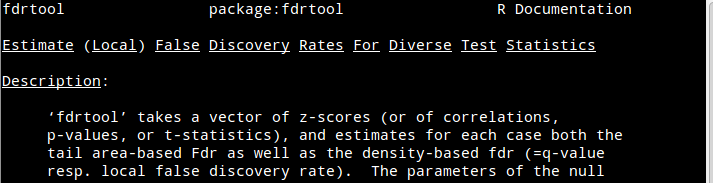 fdrtool package:fdrtool R Documentation
Estimate (Local) False Discovery Rates For Diverse Test Statistics
Description:
‘fdrtool’ takes a vector of z-scores (or of correlations,
p-values, or t-statistics), and estimates for each case both the
tail area-based Fdr as well as the density-based fdr (=q-value
resp. local false discovery rate). The parameters of the null